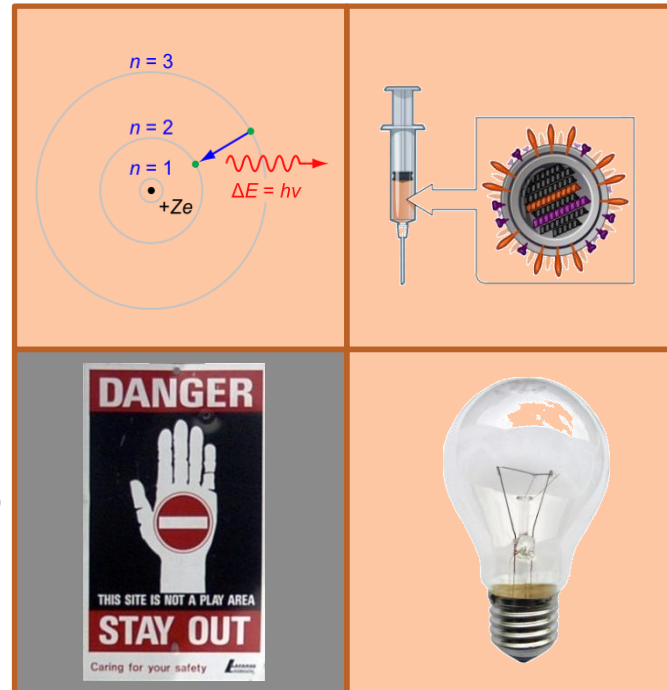 n = 3
n = 2
n = 1
+Ze
ΔE = hν
DANGER
THIS SITE IS NOT A PLAY AREA
STAY OUT
Caring for your safety